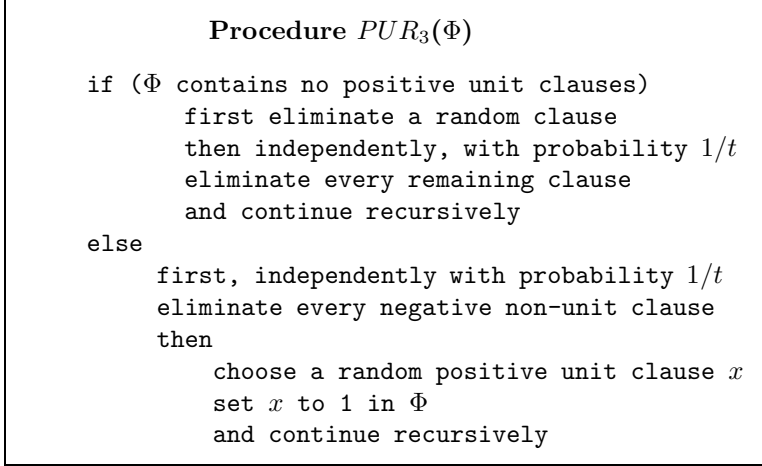 Procedure PUR₃(Φ)
if (Φ contains no positive unit clauses)
first eliminate a random clause
then independently, with probability 1/t
eliminate every remaining clause
and continue recursively
else
first, independently with probability 1/t
eliminate every negative non-unit clause
then
choose a random positive unit clause x
set x to 1 in Φ
and continue recursively